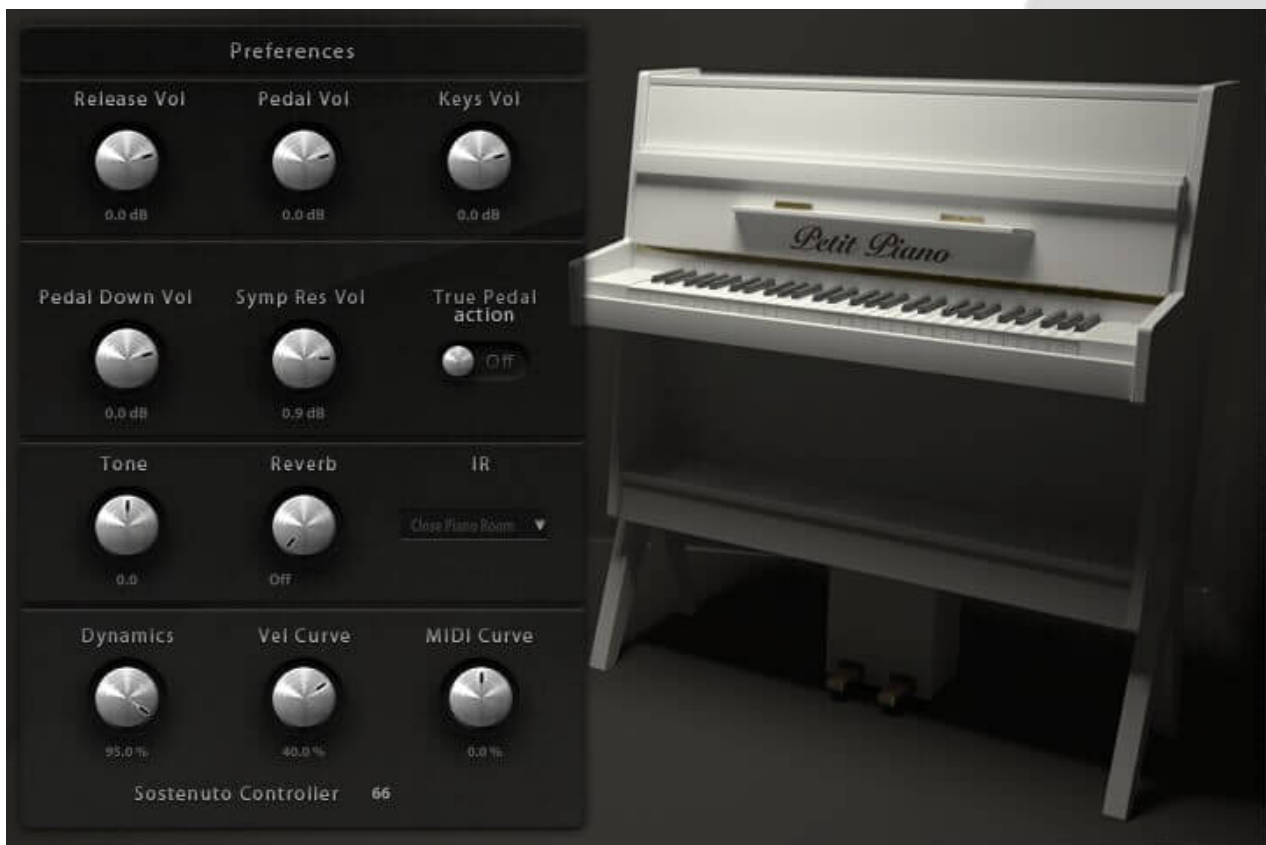 Preferences
Release Vol Pedal Vol Keys Vol
0.0 dB 0.0 dB 0.0 dB
Petit Piano
Pedal Down Vol Symp Res Vol True Pedal
action
Off
0.0 dB 0.9 dB
Tone Reverb IR
Close Piano Room
0.0 Off
Dynamics Vel Curve MIDI Curve
95.0 % 40.0 % 0.0 %
Sostenuto Controller 66